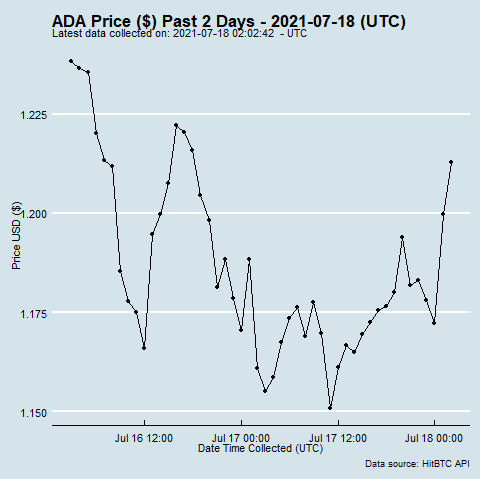 ADA Price ($) Past 2 Days - 2021-07-18 (UTC)
Latest data collected on: 2021-07-18 02:02:42  - UTC
Price USD ($)
1.225
1.200
1.175
1.150
Jul 16 12:00
Jul 17 00:00
Jul 17 12:00
Jul 18 00:00
Date Time Collected (UTC)
Data source: HitBTC API